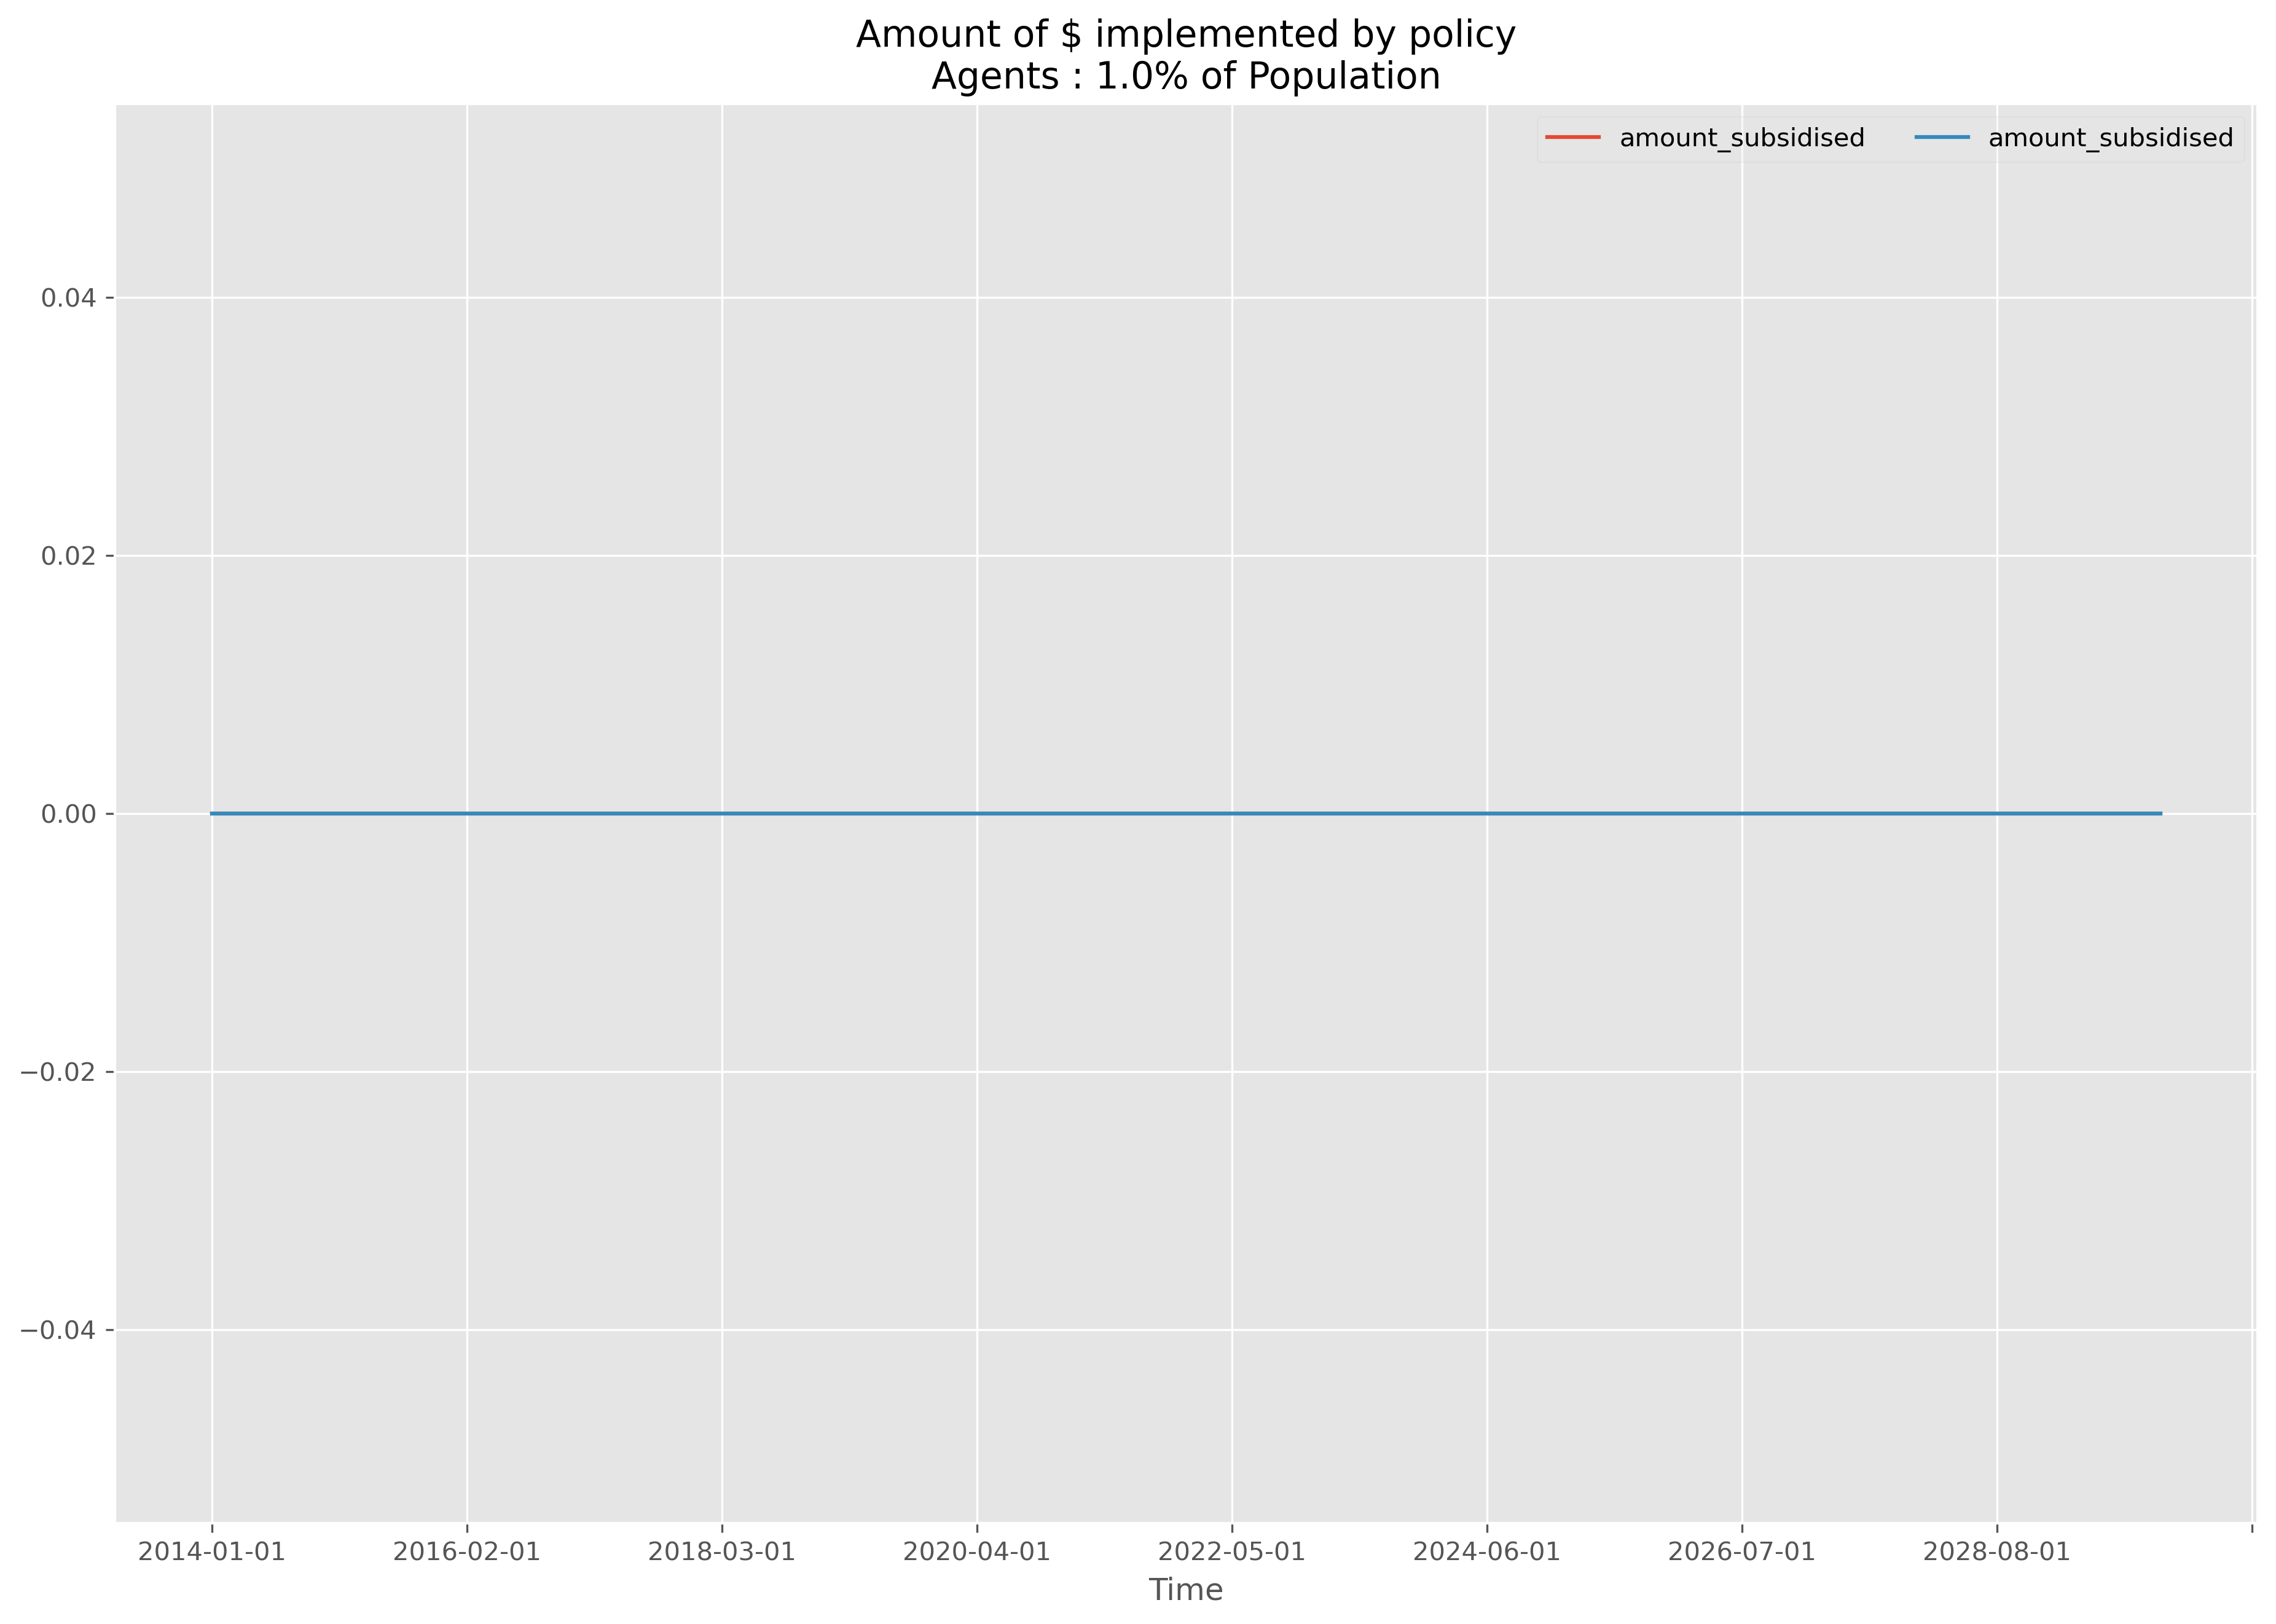 Amount of $ implemented by policy
Agents : 1.0% of Population
amount_subsidised amount_subsidised
0.04
0.02
0.00
−0.02
−0.04
2014-01-01 2016-02-01 2018-03-01 2020-04-01 2022-05-01 2024-06-01 2026-07-01 2028-08-01
Time